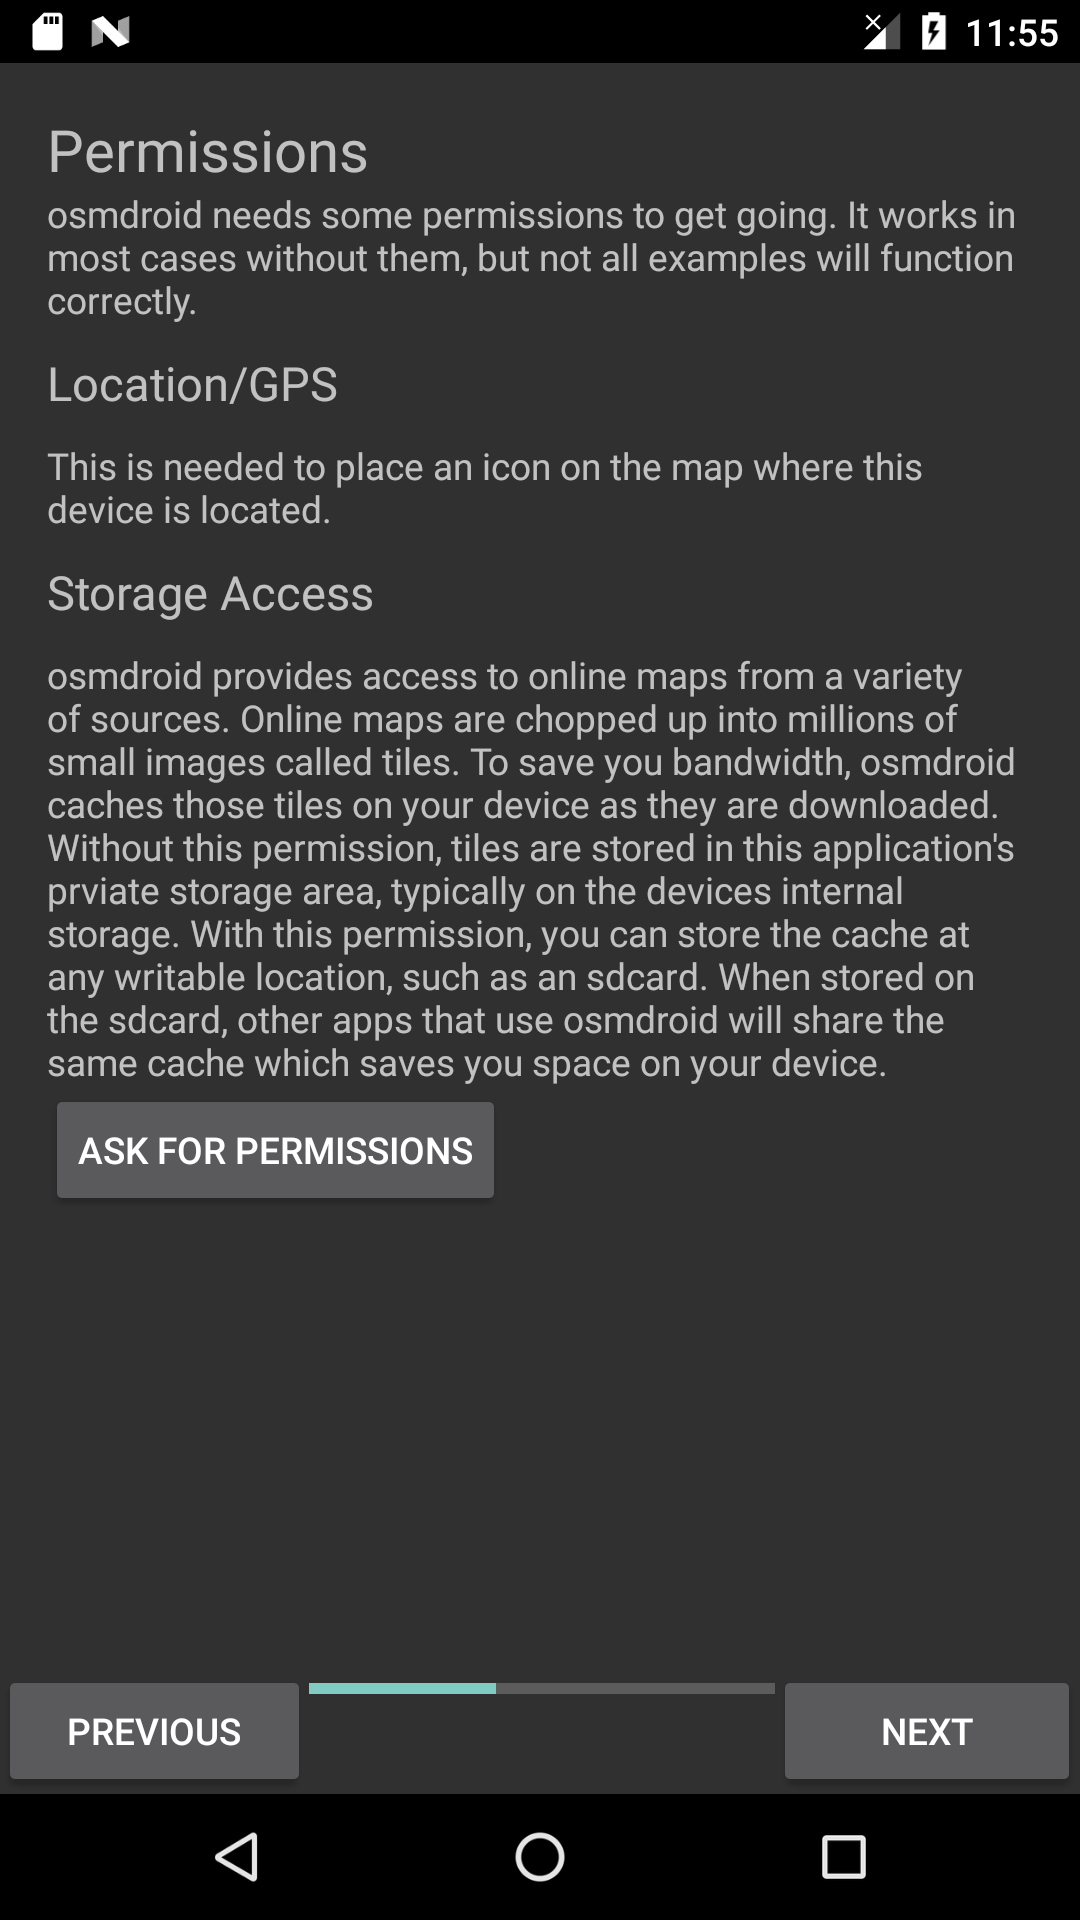 11:55
Permissions
osmdroid needs some permissions to get going. It works in
most cases without them, but not all examples will function
correctly.
Location/GPS
This is needed to place an icon on the map where this
device is located.
Storage Access
osmdroid provides access to online maps from a variety
of sources. Online maps are chopped up into millions of
small images called tiles. To save you bandwidth, osmdroid
caches those tiles on your device as they are downloaded.
Without this permission, tiles are stored in this application's
prviate storage area, typically on the devices internal
storage. With this permission, you can store the cache at
any writable location, such as an sdcard. When stored on
the sdcard, other apps that use osmdroid will share the
same cache which saves you space on your device.
ASK FOR PERMISSIONS
PREVIOUS
NEXT